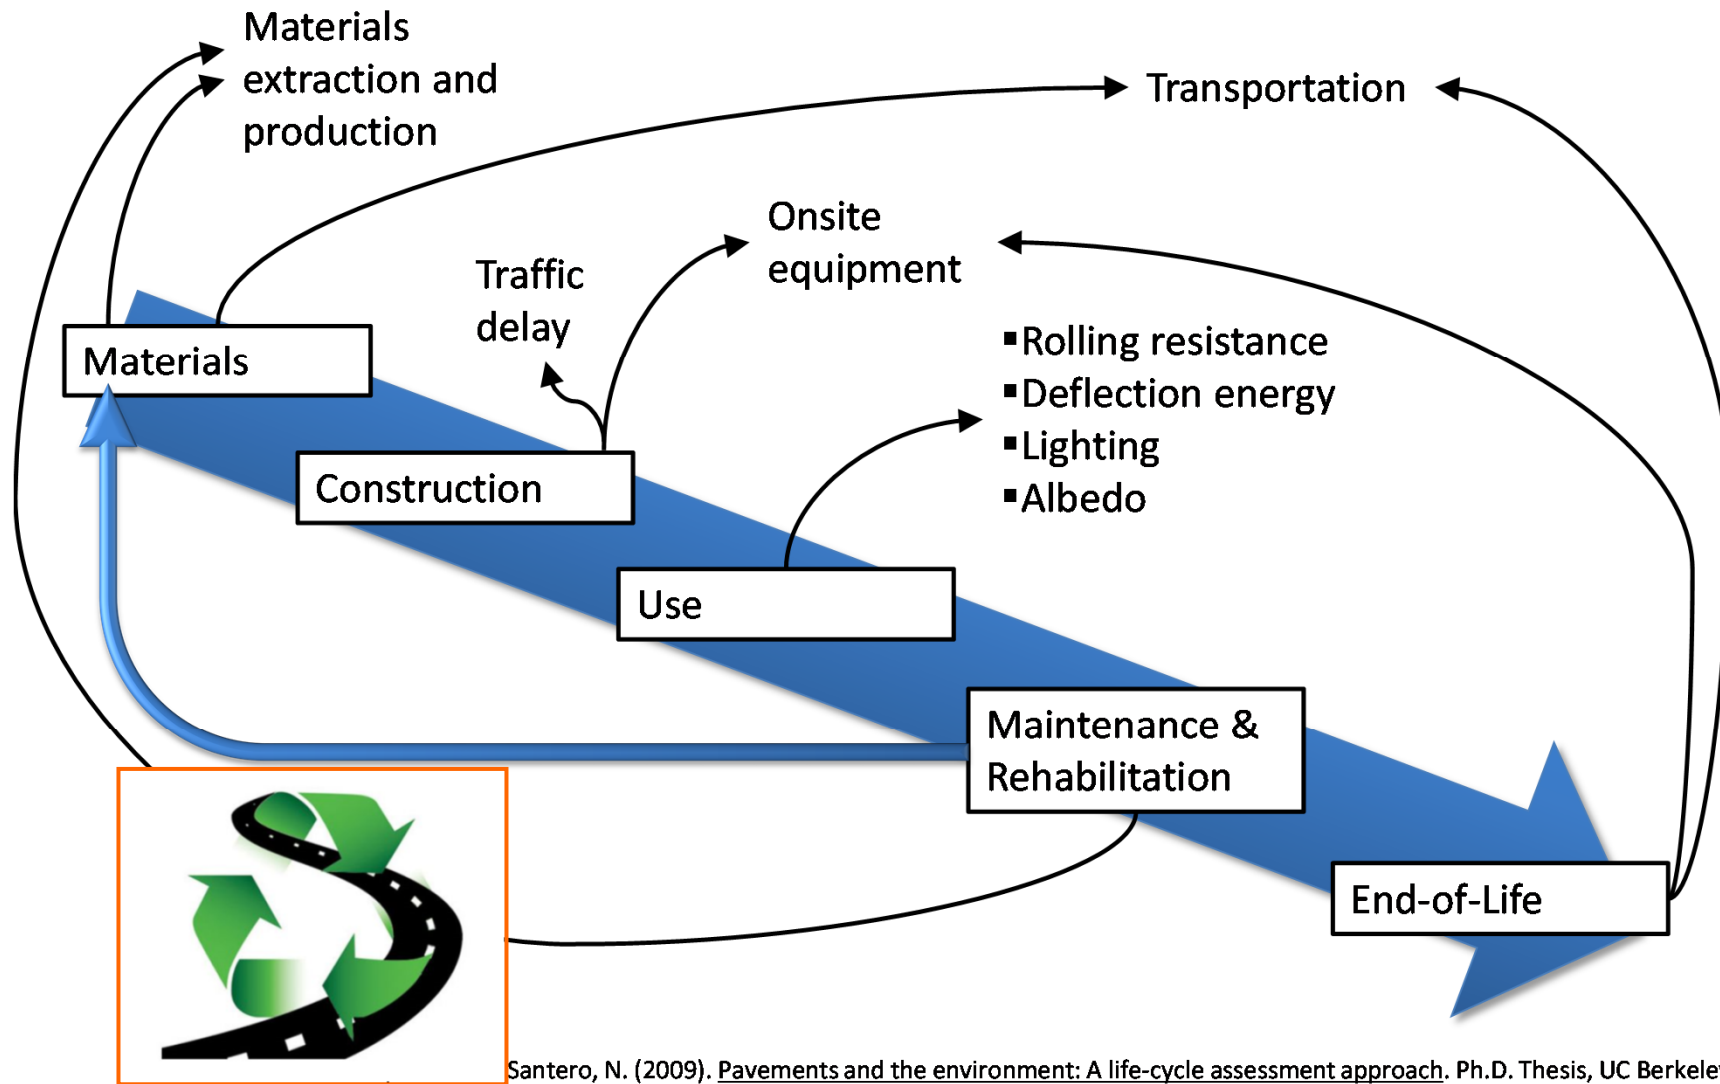 Materials
extraction and
production
Transportation
Onsite
equipment
Traffic
delay
▪Rolling resistance
▪Deflection energy
▪Lighting
▪Albedo
Materials
Construction
Use
Maintenance &
Rehabilitation
End-of-Life
Santero, N. (2009). Pavements and the environment: A life-cycle assessment approach. Ph.D. Thesis, UC Berkeley